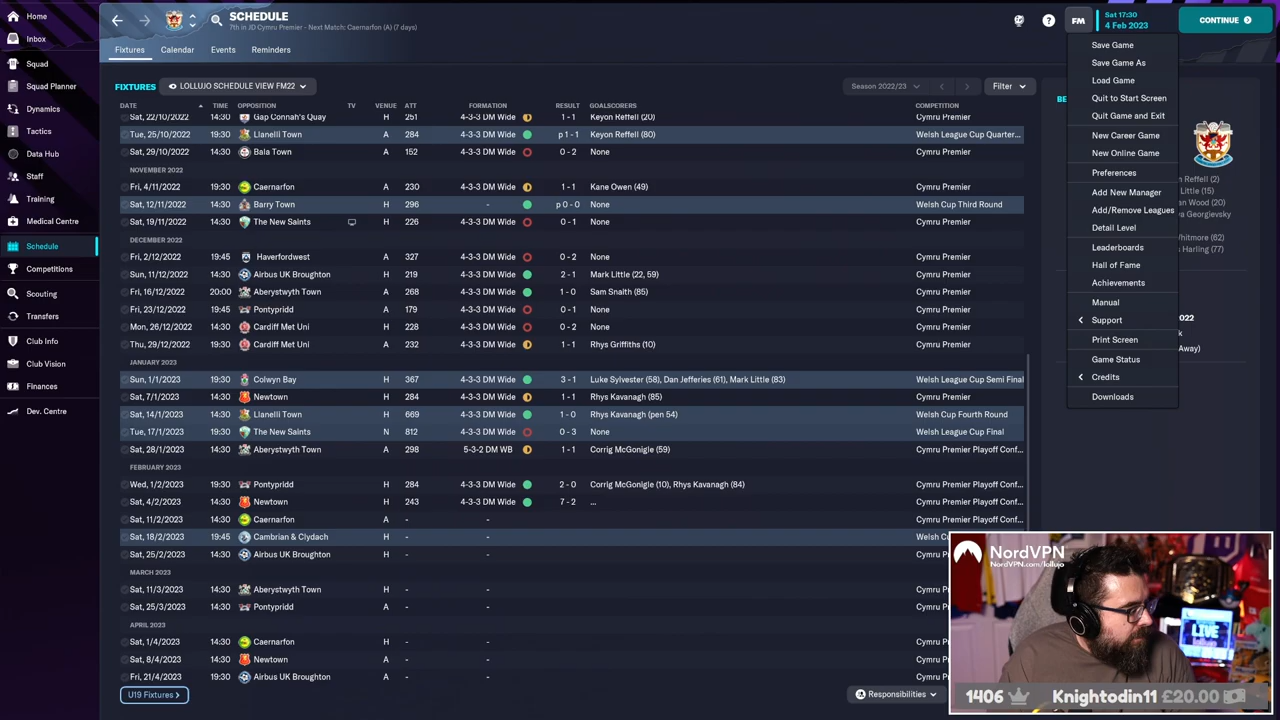 Home
Inbox
Squad
Squad Planner
Dynamics
Tactics
Data Hub
Staff
Training
Medical Centre
Schedule
Competitions
Scouting
Transfers
Club Info
Club Vision
Finances
Dev. Centre
SCHEDULE
7th in JD Cymru Premier - Next Match: Caernarfon (A) (7 days)
FM
Sat 17:30
4 Feb 2023
CONTINUE
Fixtures Calendar Events Reminders
FIXTURES LOLLUJO SCHEDULE VIEW FM22 Season 2022/23 Filter
DATE TIME OPPOSITION TV VENUE ATT FORMATION RESULT GOALSCORERS COMPETITION
Sat, 22/10/2022 14:30 Gap Connah's Quay H 251 4-3-3 DM Wide 1 - 1 Keyon Reffell (20) Cymru Premier
Tue, 25/10/2022 19:30 Llanelli Town A 284 4-3-3 DM Wide p 1 - 1 Keyon Reffell (80) Welsh League Cup Quarter...
Sat, 29/10/2022 14:30 Bala Town A 152 4-3-3 DM Wide 0 - 2 None Cymru Premier
NOVEMBER 2022
Fri, 4/11/2022 19:30 Caernarfon A 230 4-3-3 DM Wide 1 - 1 Kane Owen (49) Cymru Premier
Sat, 12/11/2022 19:30 Barry Town H 296 - p 0 - 0 None Welsh Cup Third Round
Sat, 19/11/2022 14:30 The New Saints H 226 4-3-3 DM Wide 0 - 1 None Cymru Premier
DECEMBER 2022
Fri, 2/12/2022 19:45 Haverfordwest A 327 4-3-3 DM Wide 0 - 2 None Cymru Premier
Sun, 11/12/2022 14:30 Airbus UK Broughton H 219 4-3-3 DM Wide 2 - 1 Mark Little (22, 59) Cymru Premier
Fri, 16/12/2022 20:00 Aberystwyth Town A 268 4-3-3 DM Wide 1 - 0 Sam Snaith (85) Cymru Premier
Fri, 23/12/2022 19:45 Pontypridd A 179 4-3-3 DM Wide 0 - 1 None Cymru Premier
Mon, 26/12/2022 14:30 Cardiff Met Uni H 228 4-3-3 DM Wide 0 - 2 None Cymru Premier
Thu, 29/12/2022 14:30 Cardiff Met Uni A 232 4-3-3 DM Wide 1 - 1 Rhys Griffiths (10) Cymru Premier
JANUARY 2023
Sun, 1/1/2023 19:30 Colwyn Bay H 367 4-3-3 DM Wide 3 - 1 Luke Sylvester (58), Dan Jefferies (61), Mark Little (83) Welsh League Cup Semi Final
Sat, 7/1/2023 14:30 Newtown H 284 4-3-3 DM Wide 1 - 1 Rhys Kavanagh (85) Cymru Premier
Sat, 14/1/2023 14:30 Llanelli Town H 669 4-3-3 DM Wide 1 - 0 Rhys Kavanagh (pen 54) Welsh Cup Fourth Round
Tue, 17/1/2023 19:30 The New Saints N 812 4-3-3 DM Wide 0 - 3 None Welsh League Cup Final
Sat, 28/1/2023 14:30 Aberystwyth Town A 298 5-3-2 DM WB 1 - 1 Corrig McGonigle (59) Cymru Premier Playoff Conf...
FEBRUARY 2023
Wed, 1/2/2023 19:30 Pontypridd H 284 4-3-3 DM Wide 2 - 0 Corrig McGonigle (10), Rhys Kavanagh (84) Cymru Premier Playoff Conf...
Sat, 4/2/2023 14:30 Newtown H 243 4-3-3 DM Wide 7 - 2 ... Cymru Premier Playoff Conf...
Sat, 11/2/2023 14:30 Caernarfon A - - Cymru Premier Playoff Conf...
Sat, 18/2/2023 19:45 Cambrian & Clydach H - - Welsh C
Sat, 25/2/2023 14:30 Airbus UK Broughton H - - Cym
MARCH 2023
Sat, 11/3/2023 14:30 Aberystwyth Town H - - Cym
Sat, 25/3/2023 14:30 Pontypridd A - - Cym
APRIL 2023
Sat, 1/4/2023 14:30 Caernarfon H - - Cym
Sat, 8/4/2023 14:30 Newtown A - - Cym
Fri, 21/4/2023 19:30 Airbus UK Broughton A - - Cym
U19 Fixtures
Responsibilities
Save Game
Save Game As
Load Game
Quit to Start Screen
Quit Game and Exit
New Career Game
New Online Game
Preferences
Add New Manager
Add/Remove Leagues
Detail Level
Leaderboards
Hall of Fame
Achievements
Manual
Support
Print Screen
Game Status
Credits
Downloads
BE
n Reffell (2)
Little (15)
an Wood (20)
Georgievsky
hitmore (62)
s Harling (77)
022
k
Away)
NordVPN
NordVPN.com/lollujo
LIVE
1406 Knightodin11 £20.00